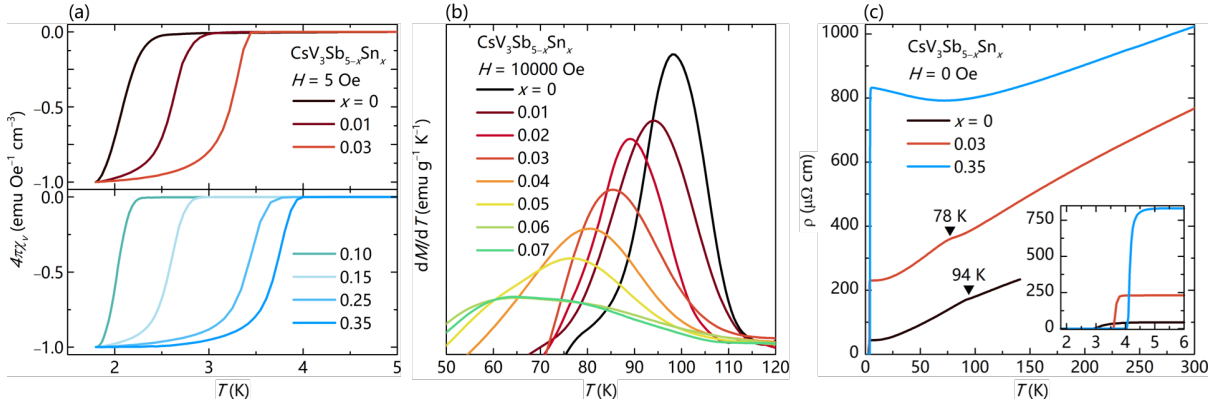 (a)
0.0
−0.5
−1.0
0.0
−0.5
−1.0
4πχᵥ (emu Oe⁻¹ cm⁻³)
CsV₃Sb₅₋ₓSnₓ
H = 5 Oe
x = 0
0.01
0.03
0.10
0.15
0.25
0.35
2 3 4 5
T (K)
(b)
dM/d T (emu g⁻¹ K⁻¹)
CsV₃Sb₅₋ₓSnₓ
H = 10000 Oe
x = 0
0.01
0.02
0.03
0.04
0.05
0.06
0.07
50 60 70 80 90 100 110 120
T (K)
(c)
1000
800
600
400
200
0
ρ (μΩ cm)
CsV₃Sb₅₋ₓSnₓ
H = 0 Oe
x = 0
0.03
0.35
78 K
94 K
750
500
250
0
2 3 4 5 6
0 50 100 150 200 250 300
T (K)